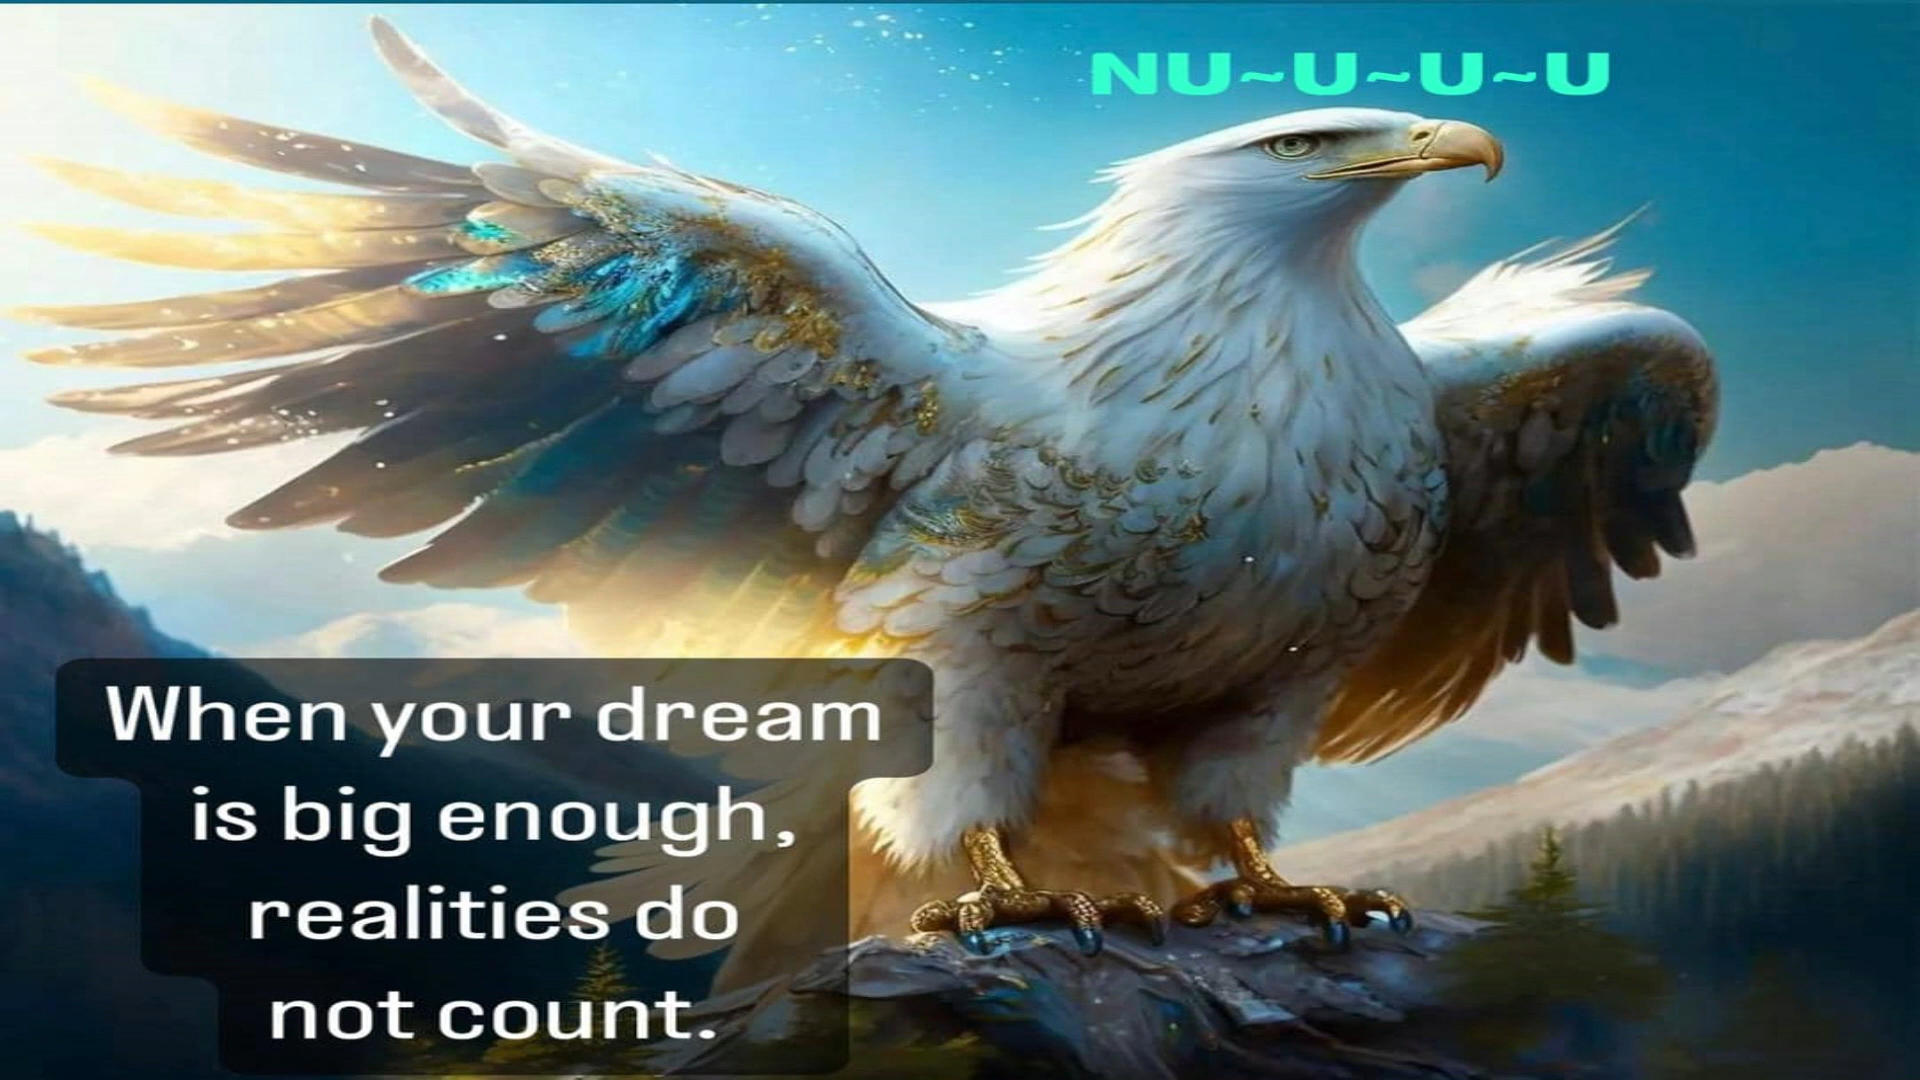 NU~U~U~U
When your dream
is big enough,
realities do
not count.